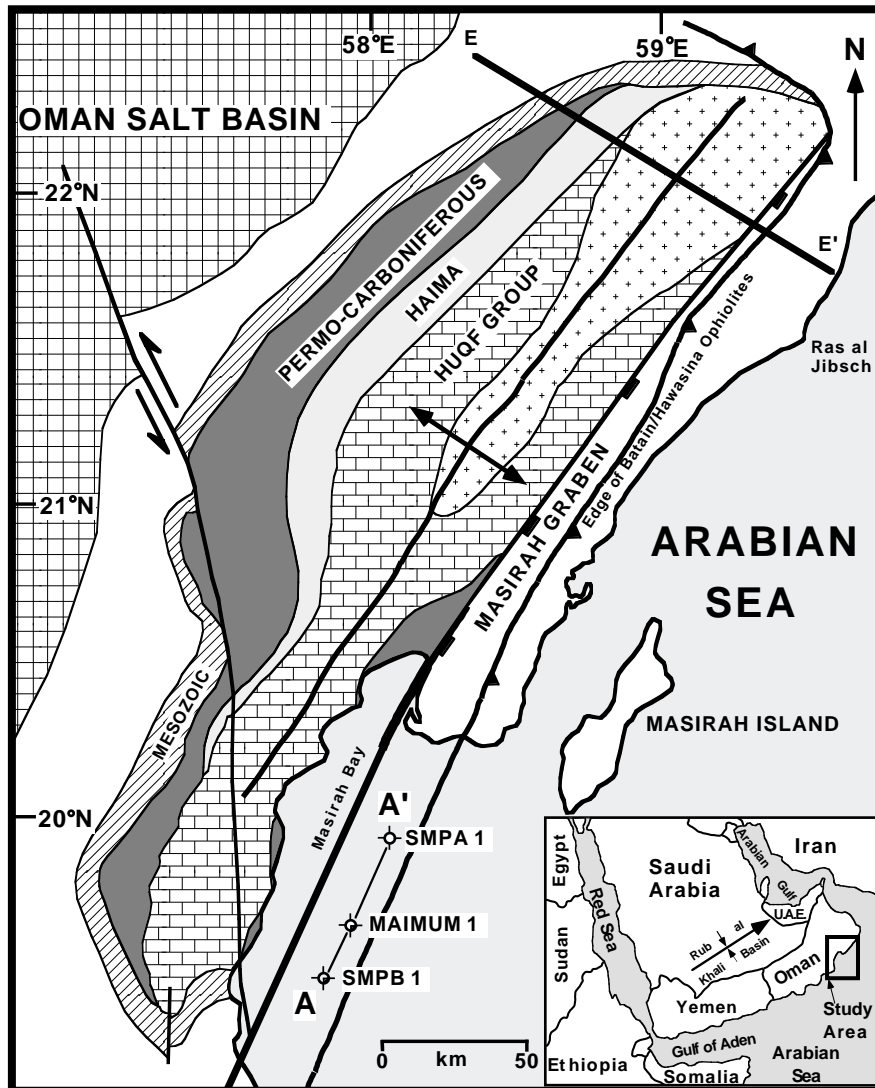 58°E
59°E
E
N
OMAN SALT BASIN
22°N
PERMO-CARBONIFEROUS
HAIMA
HUQF GROUP
E'
Ras al
Jibsch
Edge of Batain/Hawasina Ophiolites
MASIRAH GRABEN
21°N
ARABIAN
SEA
MESOZOIC
MASIRAH ISLAND
Masirah Bay
20°N
A'
SMPA 1
MAIMUM 1
SMPB 1
A
0
50
km
Egypt
Saudi
Arabia
Arabian
Gulf
Iran
Red Sea
U.A.E.
Sudan
Rub al
Khali Basin
Oman
Yemen
Study
Area
Gulf of Aden
Ethiopia
Somalia
Arabian
Sea